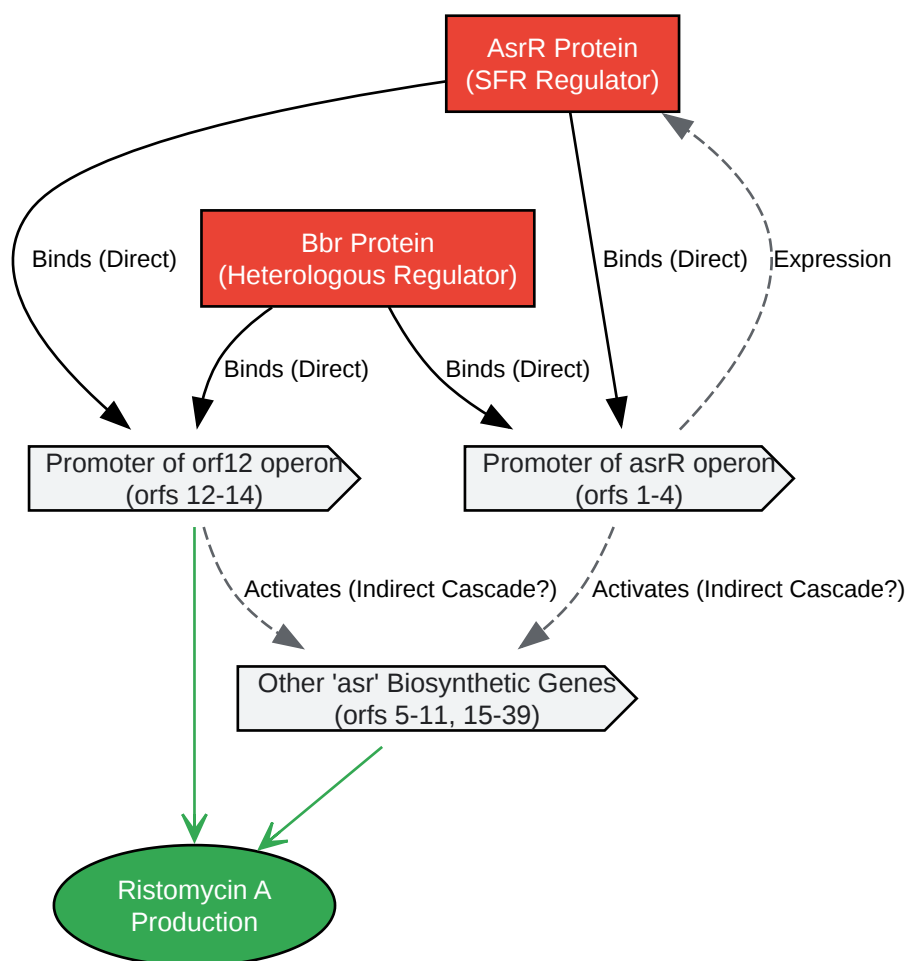 AsrR Protein
(SFR Regulator)
Bbr Protein
(Heterologous Regulator)
Binds (Direct)
Binds (Direct)
Expression
Binds (Direct)
Binds (Direct)
Promoter of orf12 operon
(orfs 12-14)
Promoter of asrR operon
(orfs 1-4)
Activates (Indirect Cascade?)
Activates (Indirect Cascade?)
Other 'asr' Biosynthetic Genes
(orfs 5-11, 15-39)
Ristomycin A
Production